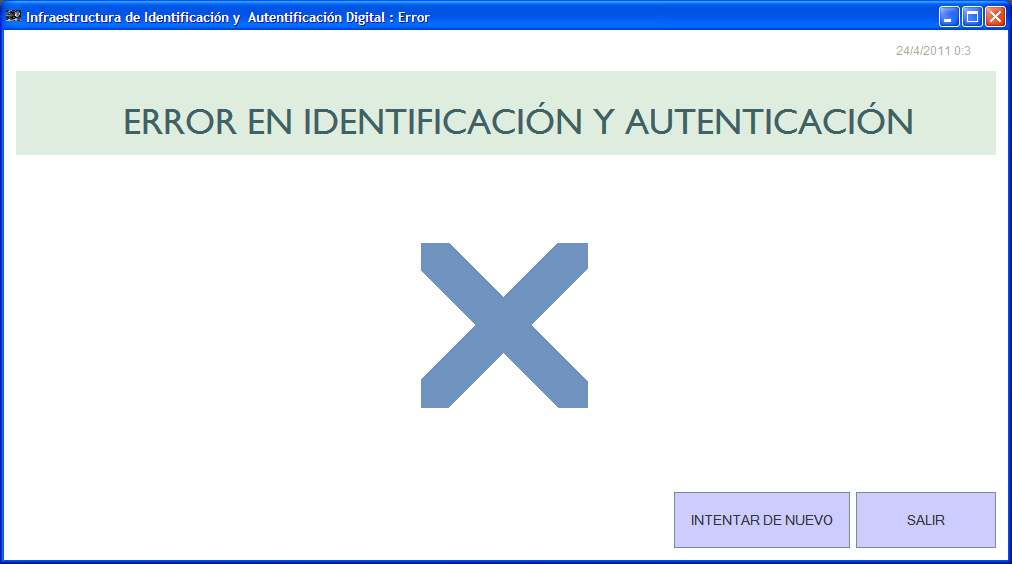 Infraestructura de Identificación y  Autentificación Digital : Error
24/4/2011 0:3
ERROR EN IDENTIFICACIÓN Y AUTENTICACIÓN
INTENTAR DE NUEVO
SALIR